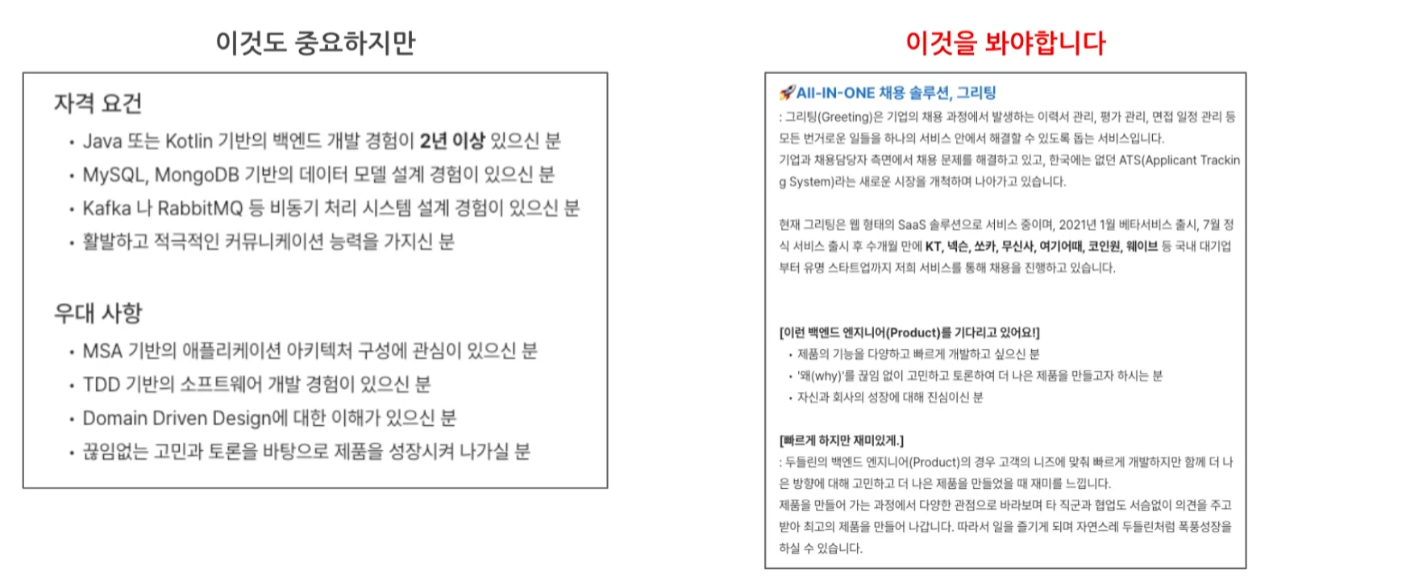 이것도 중요하지만
자격 요건
• Java 또는 Kotlin 기반의 백엔드 개발 경험이 2년 이상 있으신 분
• MySQL, MongoDB 기반의 데이터 모델 설계 경험이 있으신 분
• Kafka 나 RabbitMQ 등 비동기 처리 시스템 설계 경험이 있으신 분
• 활발하고 적극적인 커뮤니케이션 능력을 가지신 분
우대 사항
• MSA 기반의 애플리케이션 아키텍처 구성에 관심이 있으신 분
• TDD 기반의 소프트웨어 개발 경험이 있으신 분
• Domain Driven Design에 대한 이해가 있으신 분
• 끊임없는 고민과 토론을 바탕으로 제품을 성장시켜 나가실 분
이것을 봐야합니다
🚀All-IN-ONE 채용 솔루션, 그리팅
: 그리팅(Greeting)은 기업의 채용 과정에서 발생하는 이력서 관리, 평가 관리, 면접 일정 관리 등
모든 번거로운 일들을 하나의 서비스 안에서 해결할 수 있도록 돕는 서비스입니다.
기업과 채용담당자 측면에서 채용 문제를 해결하고 있고, 한국에는 없던 ATS(Applicant Trackin
g System)라는 새로운 시장을 개척하며 나아가고 있습니다.
현재 그리팅은 웹 형태의 SaaS 솔루션으로 서비스 중이며, 2021년 1월 베타서비스 출시, 7월 정
식 서비스 출시 후 수개월 만에 KT, 넥슨, 쏘카, 무신사, 여기어때, 코인원, 웨이브 등 국내 대기업
부터 유명 스타트업까지 저희 서비스를 통해 채용을 진행하고 있습니다.
[이런 백엔드 엔지니어(Product)를 기다리고 있어요!]
• 제품의 기능을 다양하고 빠르게 개발하고 싶으신 분
• '왜(why)'를 끊임 없이 고민하고 토론하여 더 나은 제품을 만들고자 하시는 분
• 자신과 회사의 성장에 대해 진심이신 분
[빠르게 하지만 재미있게.]
: 두들린의 백엔드 엔지니어(Product)의 경우 고객의 니즈에 맞춰 빠르게 개발하지만 함께 더 나
은 방향에 대해 고민하고 더 나은 제품을 만들었을 때 재미를 느낍니다.
제품을 만들어 가는 과정에서 다양한 관점으로 바라보며 타 직군과 협업도 서슴없이 의견을 주고
받아 최고의 제품을 만들어 나갑니다. 따라서 일을 즐기게 되며 자연스레 두들린처럼 폭풍성장을
하실 수 있습니다.